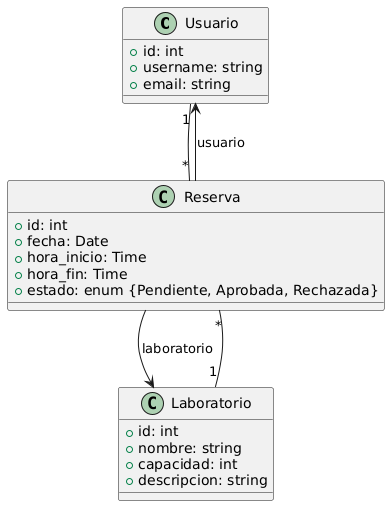 C Usuario
id: int
username: string
email: string
1
usuario
*
C Reserva
id: int
fecha: Date
hora_inicio: Time
hora_fin: Time
estado: enum {Pendiente, Aprobada, Rechazada}
*
laboratorio
1
C Laboratorio
id: int
nombre: string
capacidad: int
descripcion: string